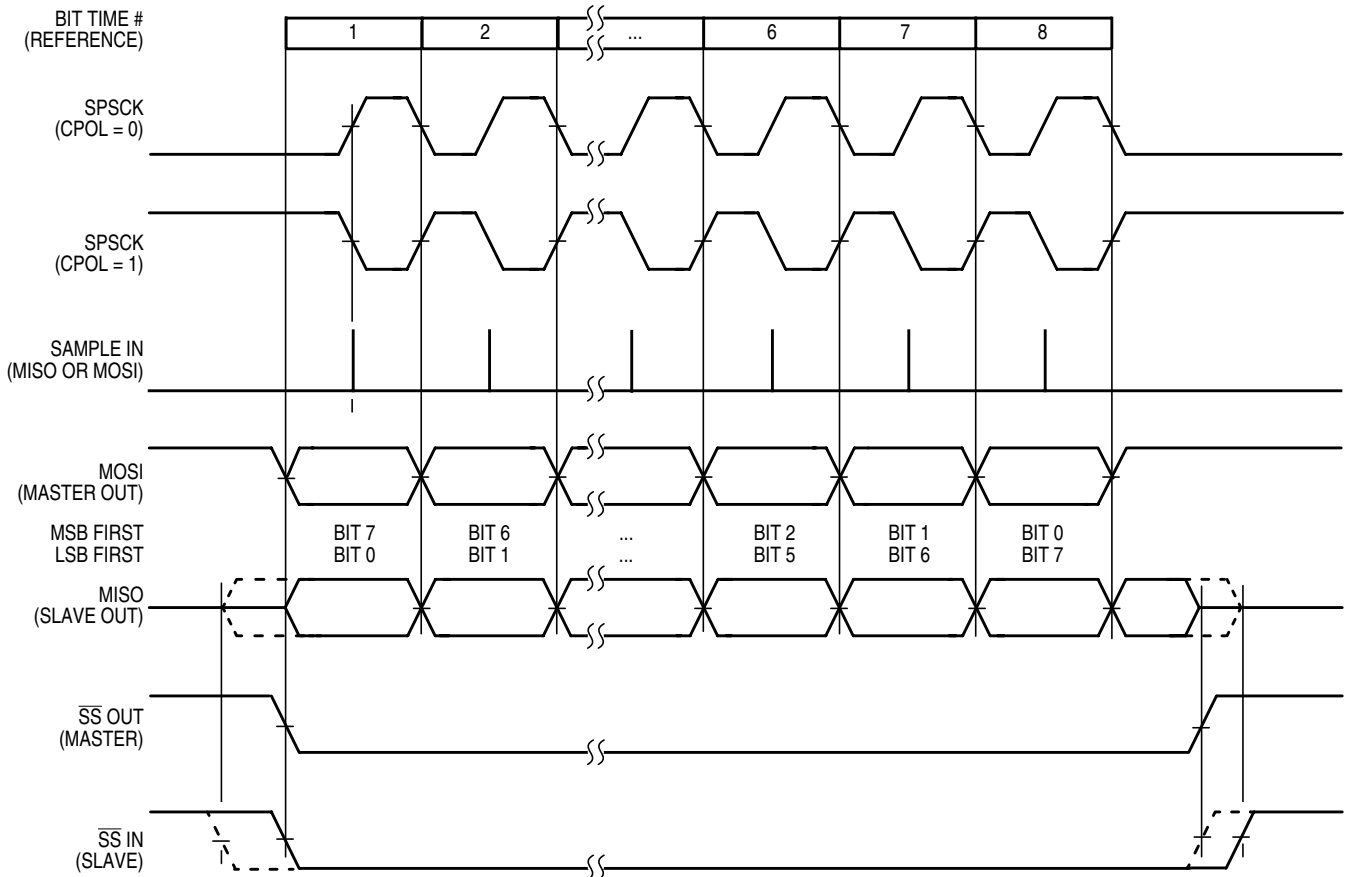 BIT TIME #
(REFERENCE)
1 2 ... 6 7 8
SPSCK
(CPOL = 0)
SPSCK
(CPOL = 1)
SAMPLE IN
(MISO OR MOSI)
MOSI
(MASTER OUT)
MSB FIRST BIT 7 BIT 6 ... BIT 2 BIT 1 BIT 0
LSB FIRST BIT 0 BIT 1 ... BIT 5 BIT 6 BIT 7
MISO
(SLAVE OUT)
S̅S̅ OUT
(MASTER)
S̅S̅ IN
(SLAVE)